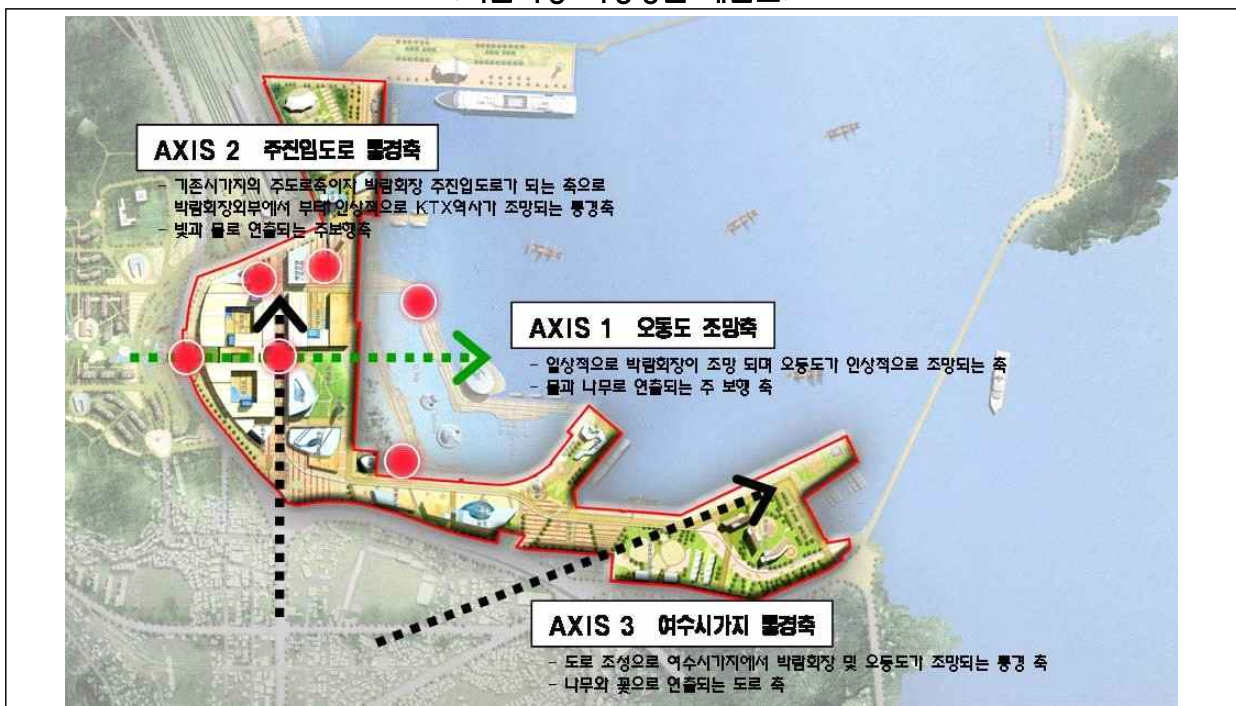 AXIS 2 주진입도로 통경축
- 기존시가지의 주도로축이자 박람회장 주진입도로가 되는 축으로
박람회장외부에서 부터 인상적으로 KTX역사가 조망되는 통경축
- 빛과 물로 연출되는 주보행축
AXIS 1 오동도 조망축
- 일상적으로 박람회장이 조망 되며 오동도가 인상적으로 조망되는 축
- 물과 나무로 연출되는 주 보행 축
AXIS 3 여수시가지 통경축
- 도로 조성으로 여수시가지에서 박람회장 및 오동도가 조망되는 통경 축
- 나무와 꽃으로 연출되는 도로 축